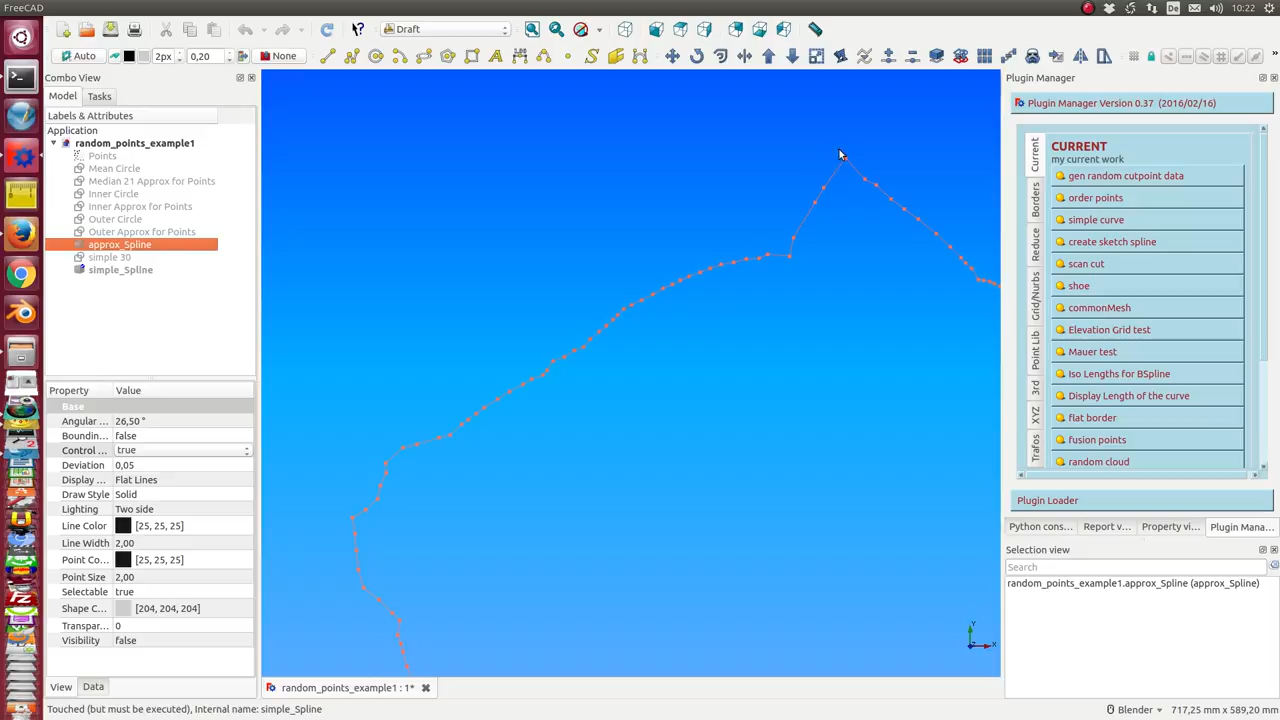 FreeCAD
De
10:22
Draft
Auto
2px
0,20
None
»
Combo View
Model
Tasks
Labels & Attributes
Application
random_points_example1
Points
Mean Circle
Median 21 Approx for Points
Inner Circle
Inner Approx for Points
Outer Circle
Outer Approx for Points
approx_Spline
simple 30
simple_Spline
Property
Value
Base
Angular ...
26,50 °
Boundin...
false
Control ...
true
Deviation
0,05
Display ...
Flat Lines
Draw Style
Solid
Lighting
Two side
Line Color
[25, 25, 25]
Line Width
2,00
Point Co...
[25, 25, 25]
Point Size
2,00
Selectable
true
Shape C...
[204, 204, 204]
Transpar...
0
Visibility
false
View
Data
Y
X
random_points_example1 : 1*
Plugin Manager
Plugin Manager Version 0.37 (2016/02/16)
Current
Borders
Reduce
Grid/Nurbs
Point Lib
3rd
XYZ
Trafos
CURRENT
my current work
gen random cutpoint data
order points
simple curve
create sketch spline
scan cut
shoe
commonMesh
Elevation Grid test
Mauer test
Iso Lengths for BSpline
Display Length of the curve
flat border
fusion points
random cloud
Plugin Loader
Python cons...
Report v...
Property vi...
Plugin Mana...
Selection view
Search
random_points_example1.approx_Spline (approx_Spline)
Touched (but must be executed), Internal name: simple_Spline
Blender
717,25 mm x 589,20 mm